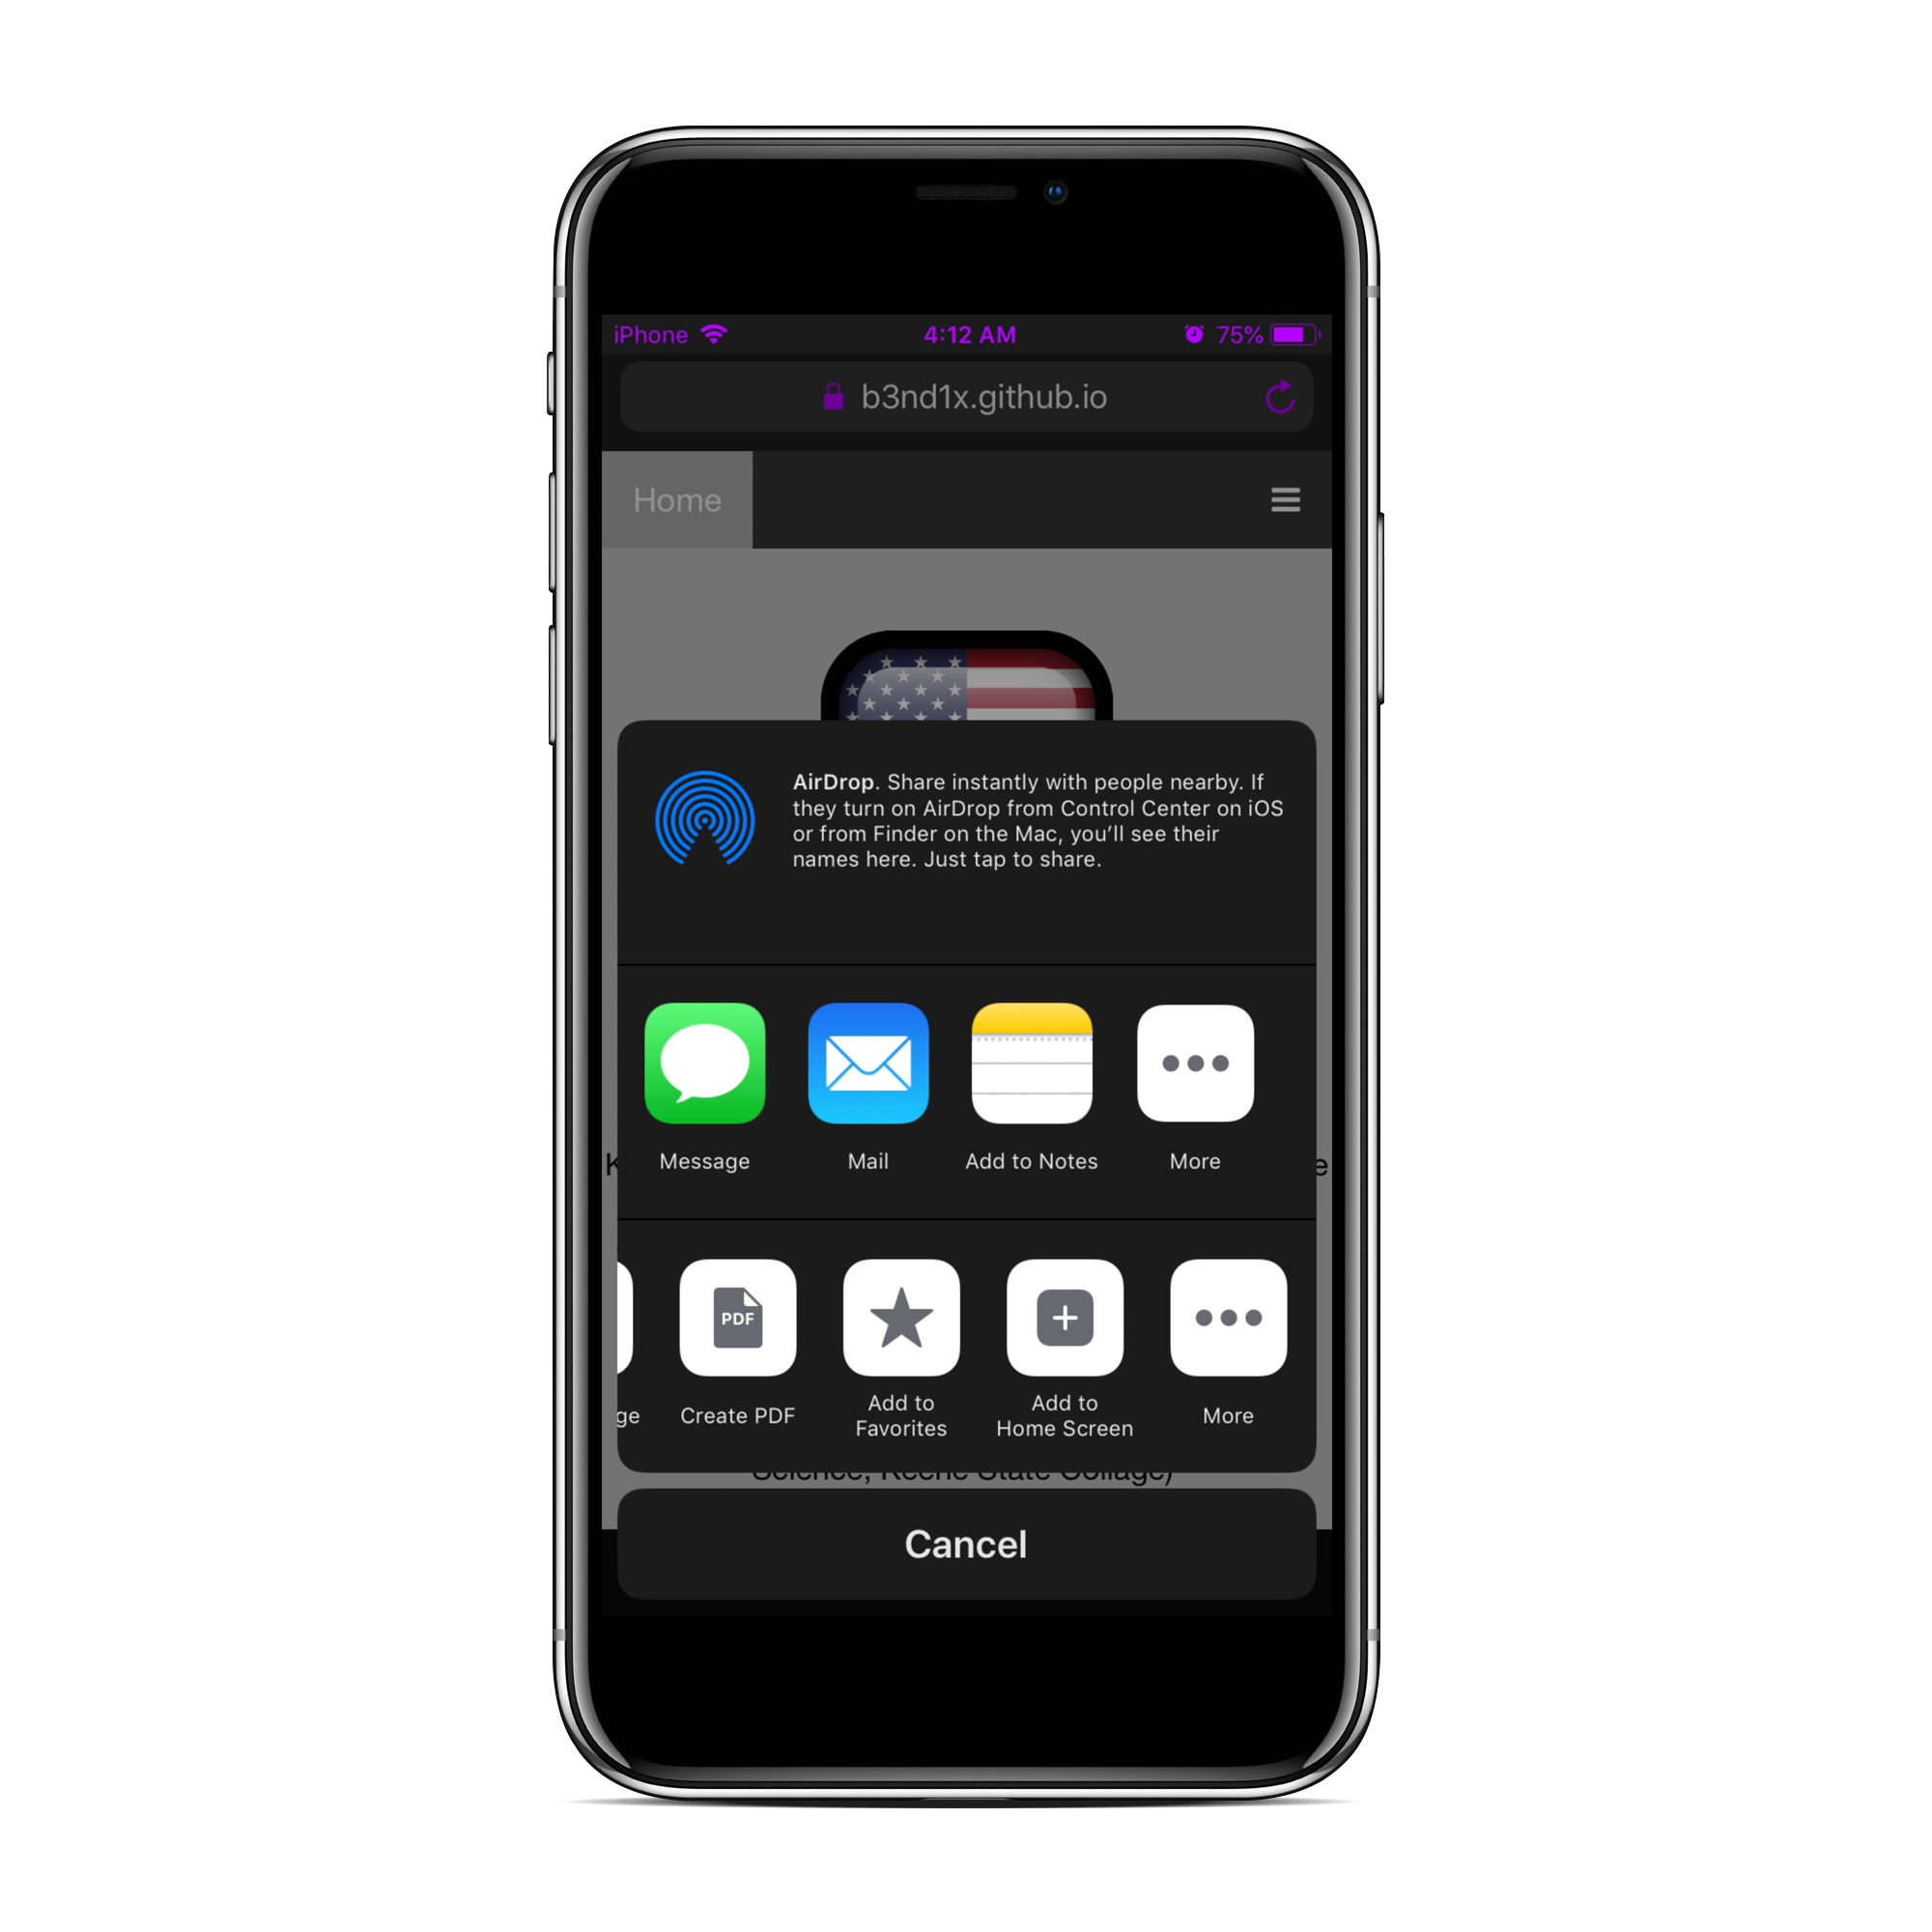 iPhone 4:12 AM 75%
b3nd1x.github.io
Home
AirDrop. Share instantly with people nearby. If
they turn on AirDrop from Control Center on iOS
or from Finder on the Mac, you’ll see their
names here. Just tap to share.
Message Mail Add to Notes More
PDF
ge Create PDF Add to Favorites Add to Home Screen More
Science, Keene State Collage)
Cancel